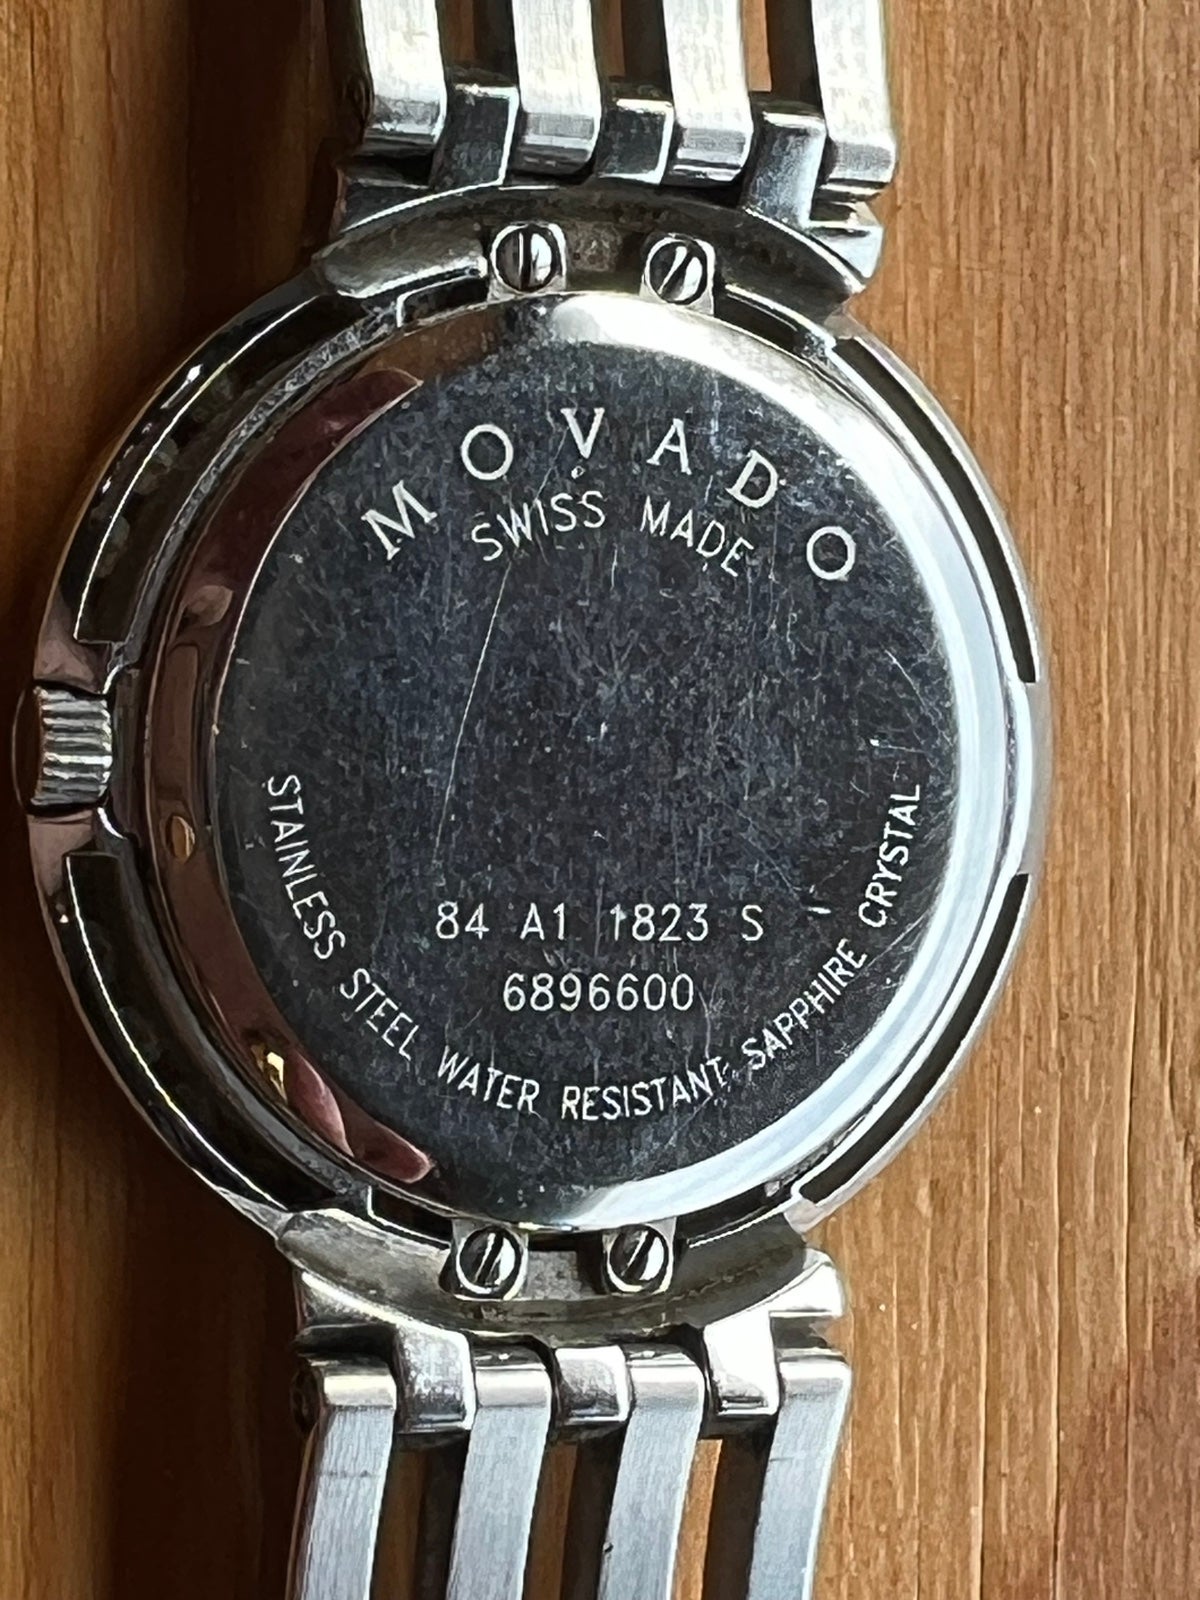 MOVADO
SWISS MADE
84 A1 1823 S
6896600
STAINLESS STEEL WATER RESISTANT SAPPHIRE CRYSTAL